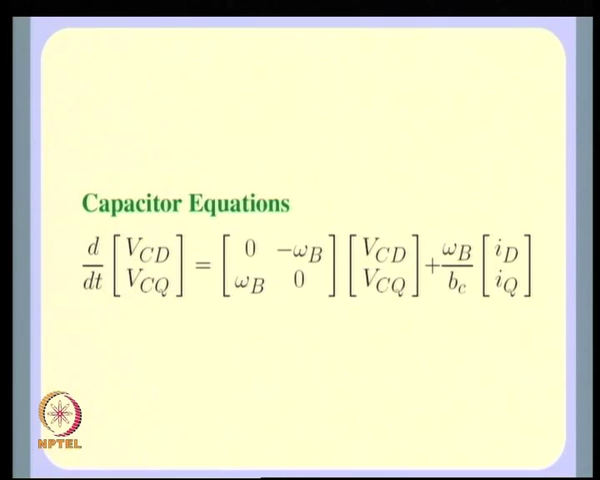 Capacitor Equations
d/dt [V_CD; V_CQ] = [0 −ω_B; ω_B 0] [V_CD; V_CQ] + ω_B/b_c [i_D; i_Q]
NPTEL